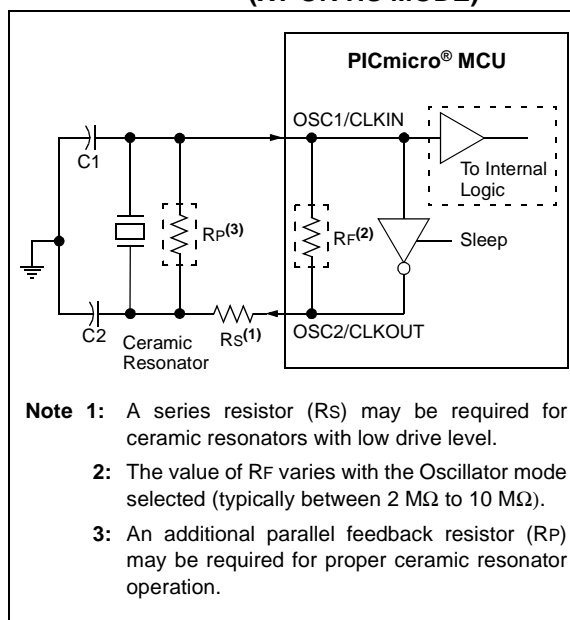 (XT OR HS MODE)
PICmicro® MCU
OSC1/CLKIN
C1
To Internal
Logic
RP(3)
RF(2)
Sleep
C2
Ceramic
Resonator
RS(1)
OSC2/CLKOUT
Note 1: A series resistor (RS) may be required for
ceramic resonators with low drive level.
2: The value of RF varies with the Oscillator mode
selected (typically between 2 MΩ to 10 MΩ).
3: An additional parallel feedback resistor (RP)
may be required for proper ceramic resonator
operation.